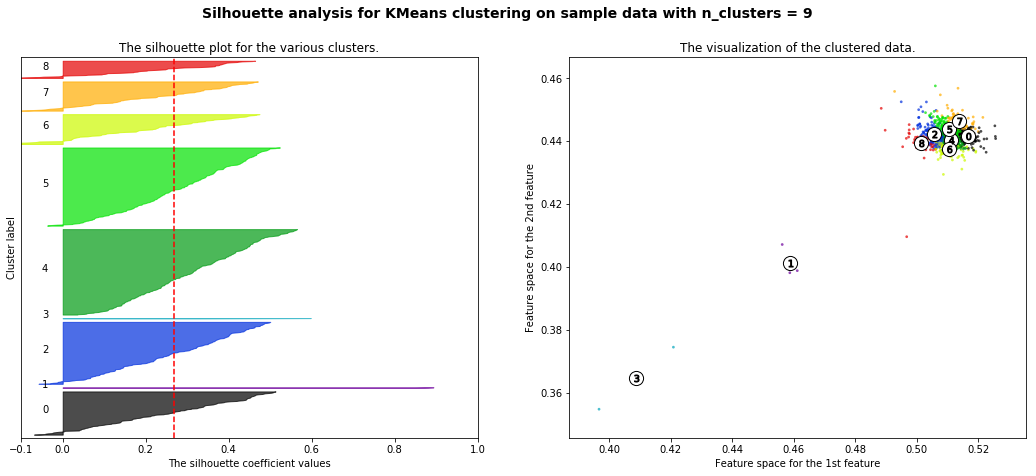 Silhouette analysis for KMeans clustering on sample data with n_clusters = 9
The silhouette plot for the various clusters.
8
7
6
5
4
3
2
1
0
Cluster label
−0.1 0.0 0.2 0.4 0.6 0.8 1.0
The silhouette coefficient values
The visualization of the clustered data.
0.46
0.44
0.42
0.40
0.38
0.36
Feature space for the 2nd feature
7
5
2
0
4
8
6
1
3
0.40 0.42 0.44 0.46 0.48 0.50 0.52
Feature space for the 1st feature